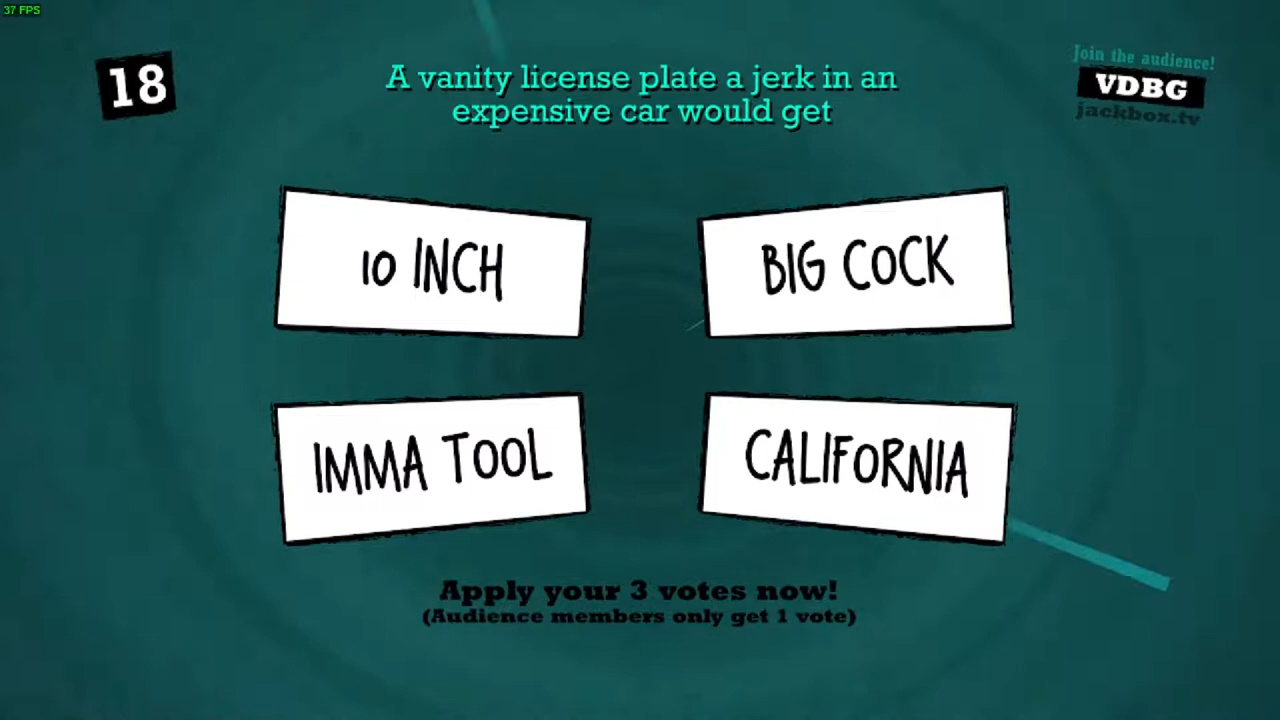 37 FPS
18
A vanity license plate a jerk in an
expensive car would get
Join the audience!
VDBG
jackbox.tv
10 INCH
BIG COCK
IMMA TOOL
CALIFORNIA
Apply your 3 votes now!
(Audience members only get 1 vote)